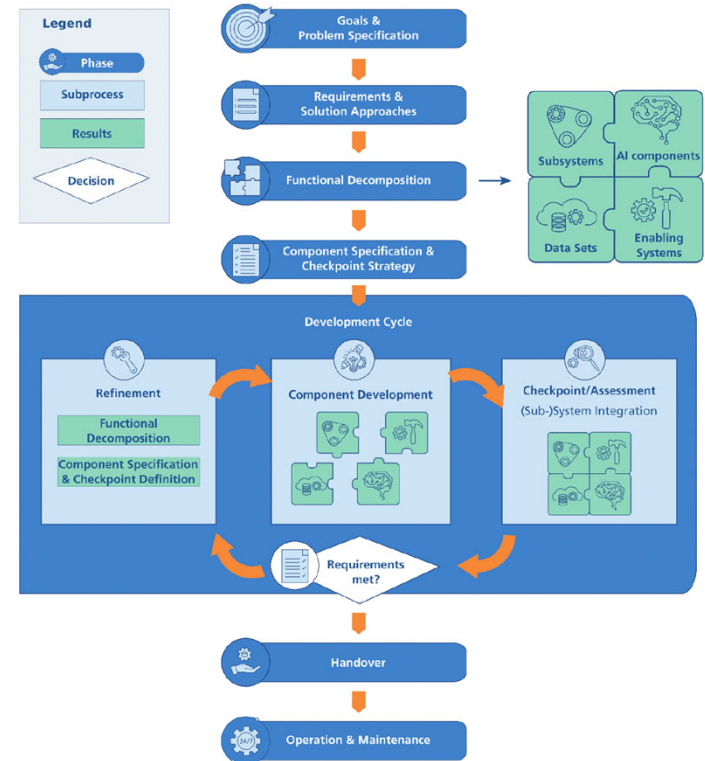 Legend
Phase
Subprocess
Results
Decision
Goals &
Problem Specification
Requirements &
Solution Approaches
Functional Decomposition
Subsystems
AI components
Data Sets
Enabling
Systems
Component Specification &
Checkpoint Strategy
Development Cycle
Refinement
Functional
Decomposition
Component Specification
& Checkpoint Definition
Component Development
Checkpoint/Assessment
(Sub-)System Integration
Requirements
met?
Handover
24/7
Operation & Maintenance